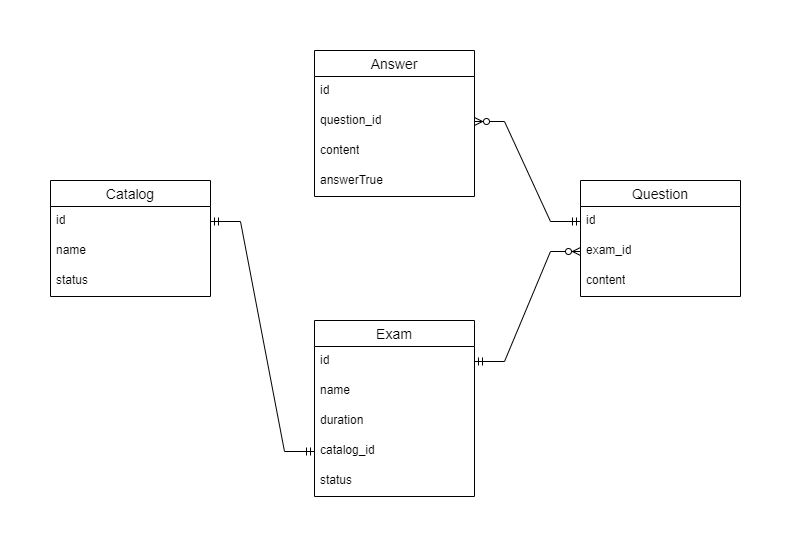 Answer
id
question_id
content
answerTrue
Catalog
id
name
status
Question
id
exam_id
content
Exam
id
name
duration
catalog_id
status